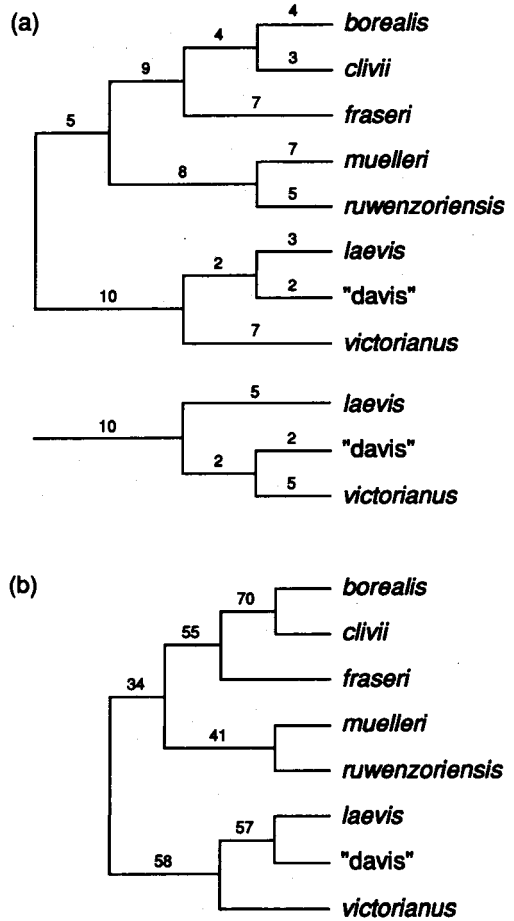 (a)
4
borealis
4
3
clivii
9
7
fraseri
5
7
muelleri
8
5
ruwenzoriensis
3
laevis
2
2
"davis"
10
7
victorianus
5
laevis
10
2
"davis"
2
5
victorianus
(b)
70
borealis
clivii
55
fraseri
34
muelleri
41
ruwenzoriensis
laevis
57
"davis"
58
victorianus